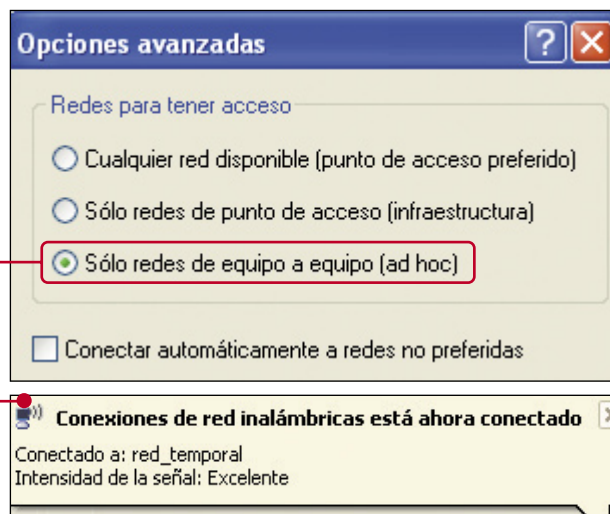 Opciones avanzadas
Redes para tener acceso
Cualquier red disponible (punto de acceso preferido)
Sólo redes de punto de acceso (infraestructura)
Sólo redes de equipo a equipo (ad hoc)
Conectar automáticamente a redes no preferidas
Conexiones de red inalámbricas está ahora conectado
Conectado a: red_temporal
Intensidad de la señal: Excelente